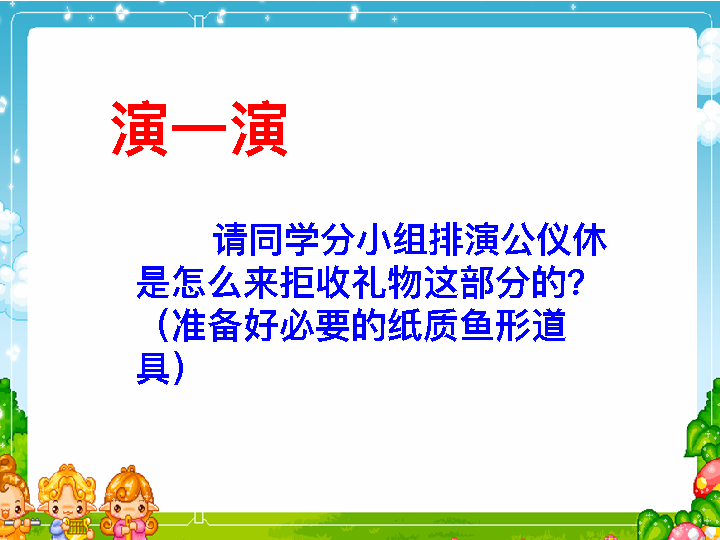 演一演
请同学分小组排演公仪休
是怎么来拒收礼物这部分的?
（准备好必要的纸质鱼形道
具）